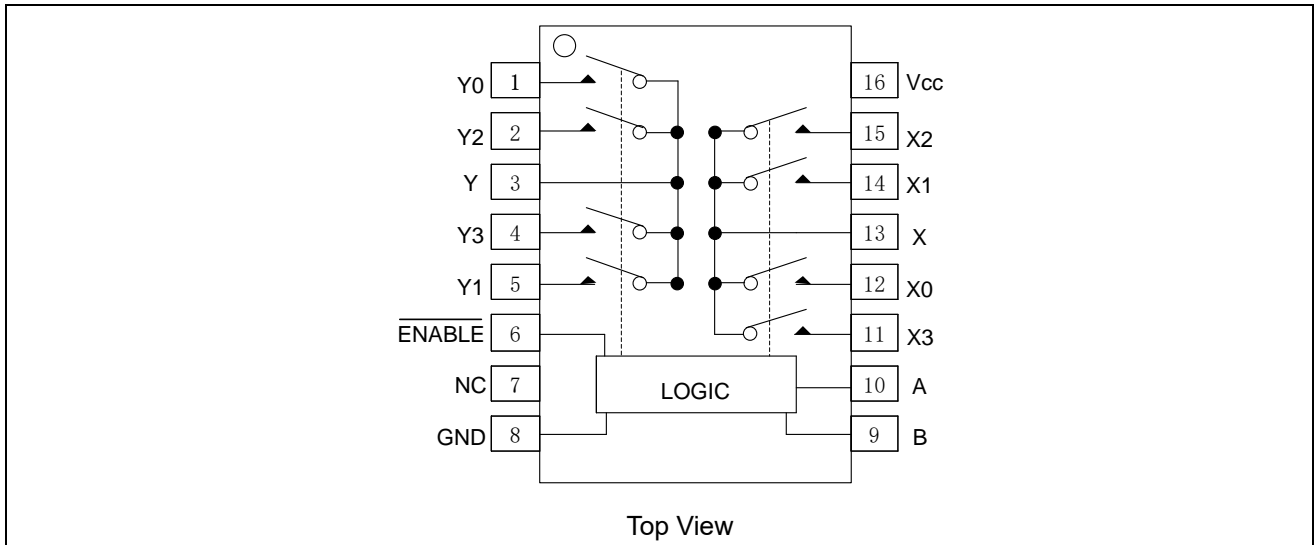 Y0 1 16 Vcc
Y2 2 15 X2
Y 3 14 X1
Y3 4 13 X
Y1 5 12 X0
ENABLE 6 11 X3
NC 7 LOGIC 10 A
GND 8 9 B
Top View